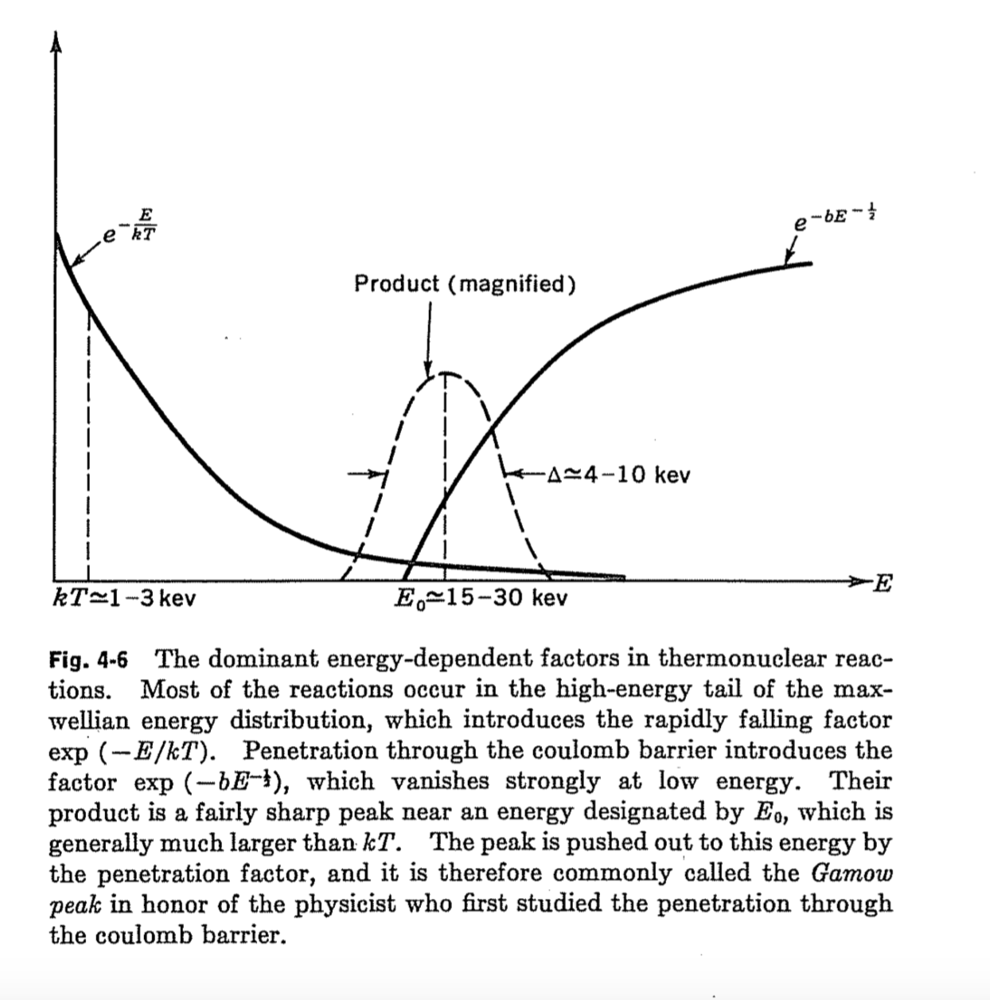 e^{-\frac{E}{kT}}
e^{-bE^{-\frac{1}{2}}}
Product (magnified)
Δ≃4–10 kev
E
kT≃1–3 kev
E₀≃15–30 kev
Fig. 4-6 The dominant energy-dependent factors in thermonuclear reac-
tions. Most of the reactions occur in the high-energy tail of the max-
wellian energy distribution, which introduces the rapidly falling factor
exp (−E/kT). Penetration through the coulomb barrier introduces the
factor exp (−bE^{−½}), which vanishes strongly at low energy. Their
product is a fairly sharp peak near an energy designated by E₀, which is
generally much larger than kT. The peak is pushed out to this energy by
the penetration factor, and it is therefore commonly called the Gamow
peak in honor of the physicist who first studied the penetration through
the coulomb barrier.